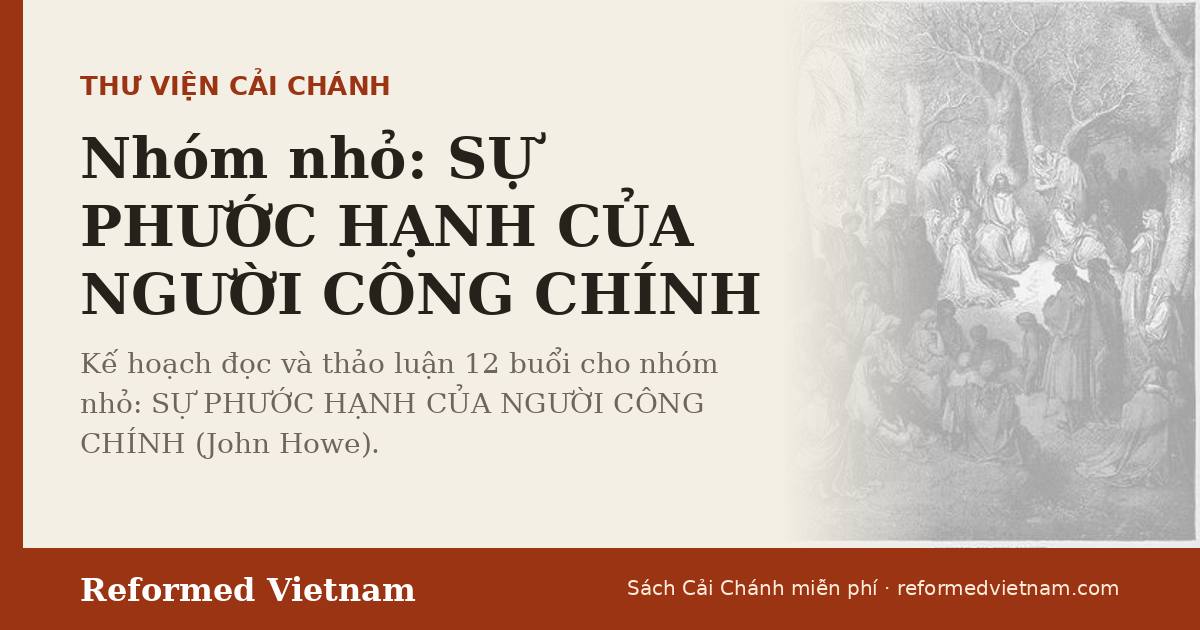 THƯ VIỆN CẢI CHÁNH
Nhóm nhỏ: SỰ
PHƯỚC HẠNH CỦA
NGƯỜI CÔNG CHÍNH
Kế hoạch đọc và thảo luận 12 buổi cho nhóm
nhỏ: SỰ PHƯỚC HẠNH CỦA NGƯỜI CÔNG
CHÍNH (John Howe).
Reformed Vietnam
Sách Cải Chánh miễn phí · reformedvietnam.com